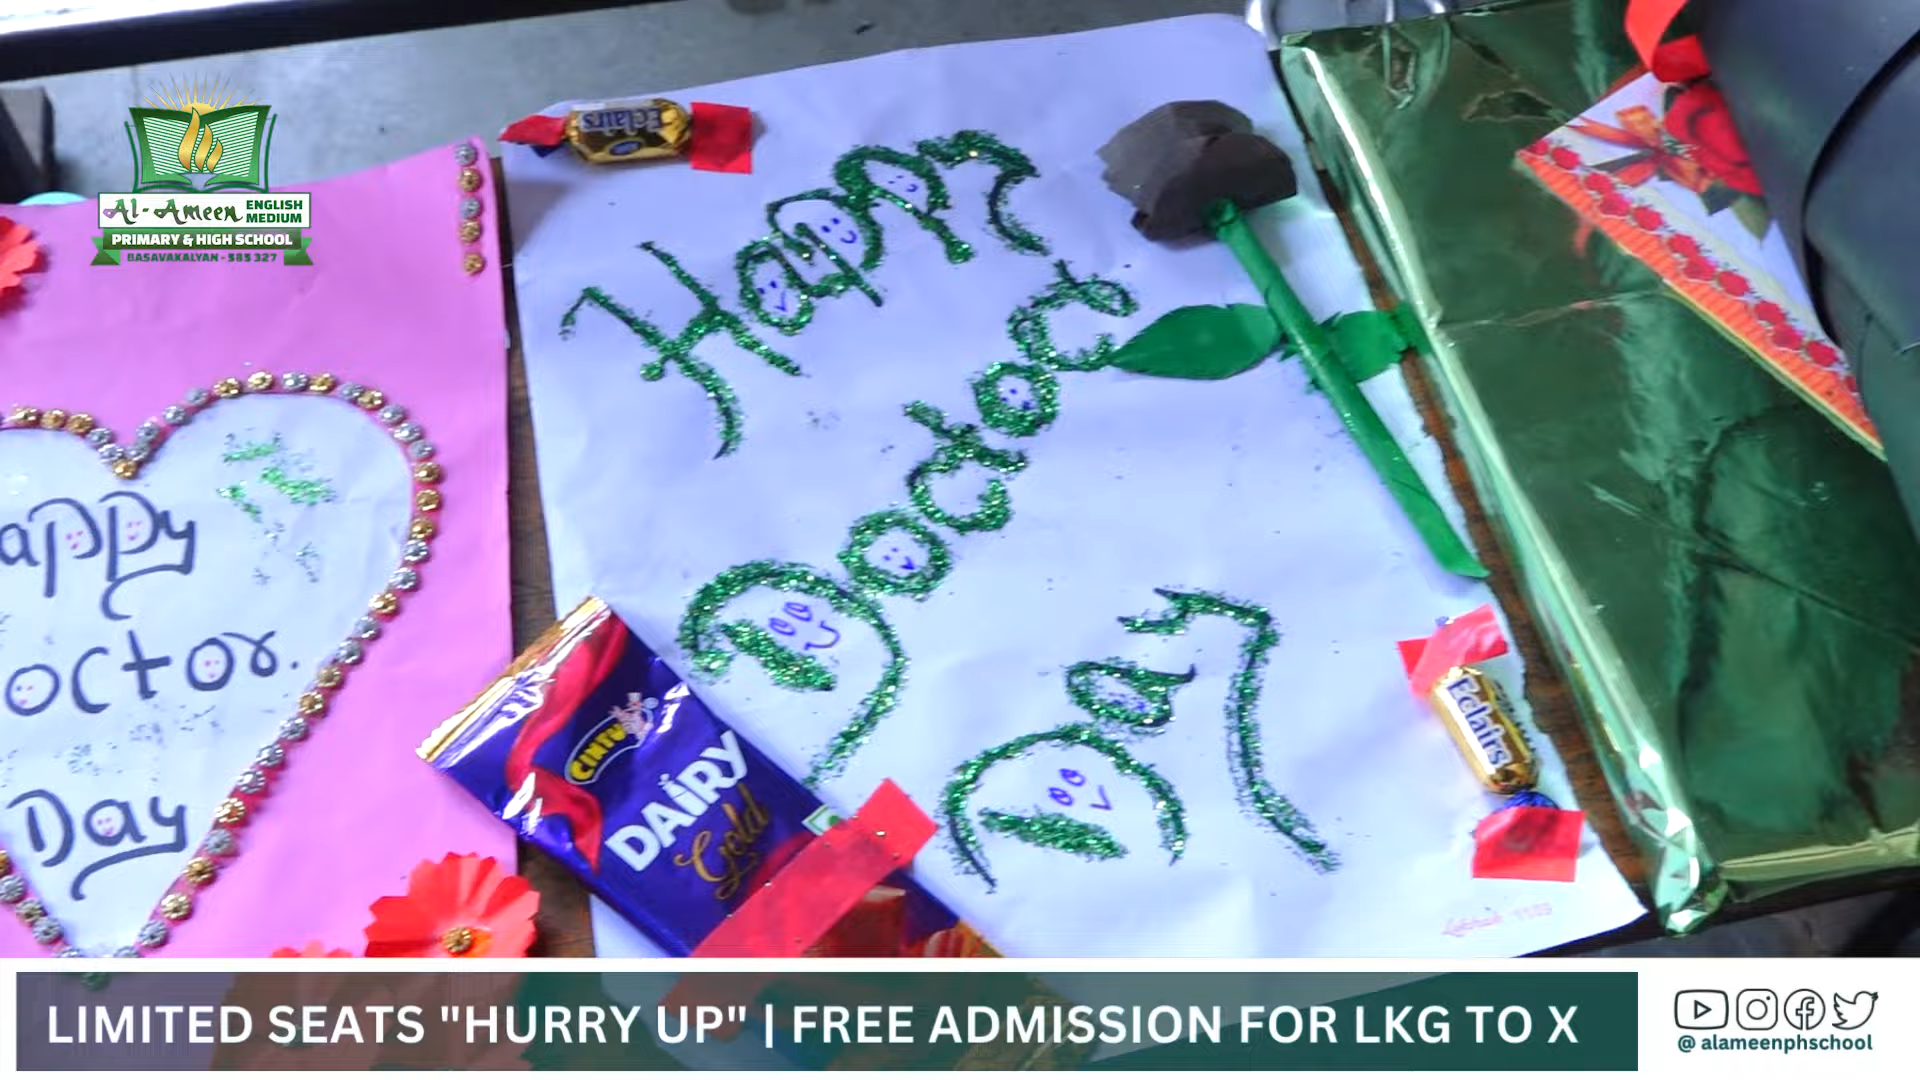 Al-Ameen ENGLISH MEDIUM
PRIMARY & HIGH SCHOOL
BASAVAKALYAN - 585 327
Eclairs
Happy
Doctor
Day
appy
octor.
Day
CINTU
DAIRY
Gold
Eclairs
LIMITED SEATS "HURRY UP" | FREE ADMISSION FOR LKG TO X
@ alameenphschool